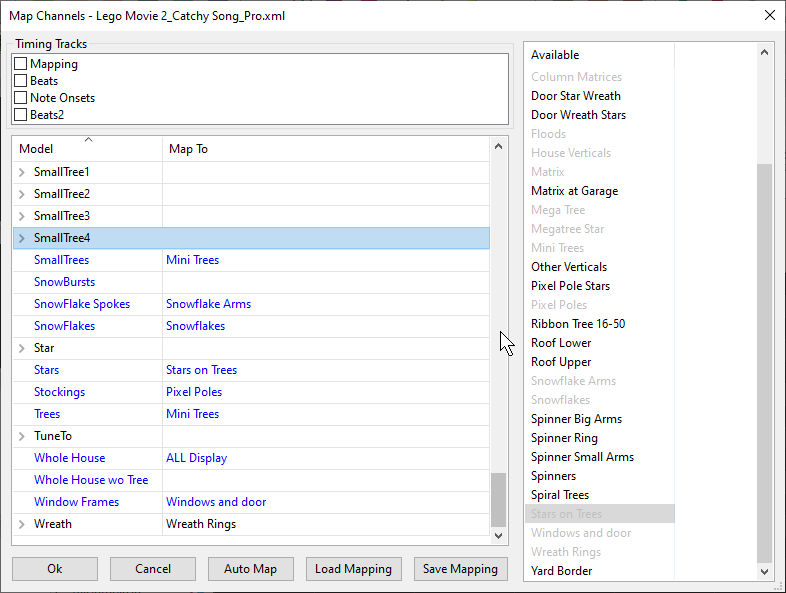 Map Channels - Lego Movie 2_Catchy Song_Pro.xml
Timing Tracks
Mapping
Beats
Note Onsets
Beats2
Model Map To
SmallTree1
SmallTree2
SmallTree3
SmallTree4
SmallTrees Mini Trees
SnowBursts
SnowFlake Spokes Snowflake Arms
SnowFlakes Snowflakes
Star
Stars Stars on Trees
Stockings Pixel Poles
Trees Mini Trees
TuneTo
Whole House ALL Display
Whole House wo Tree
Window Frames Windows and door
Wreath Wreath Rings
Ok Cancel Auto Map Load Mapping Save Mapping
Available
Column Matrices
Door Star Wreath
Door Wreath Stars
Floods
House Verticals
Matrix
Matrix at Garage
Mega Tree
Megatree Star
Mini Trees
Other Verticals
Pixel Pole Stars
Pixel Poles
Ribbon Tree 16-50
Roof Lower
Roof Upper
Snowflake Arms
Snowflakes
Spinner Big Arms
Spinner Ring
Spinner Small Arms
Spinners
Spiral Trees
Stars on Trees
Windows and door
Wreath Rings
Yard Border